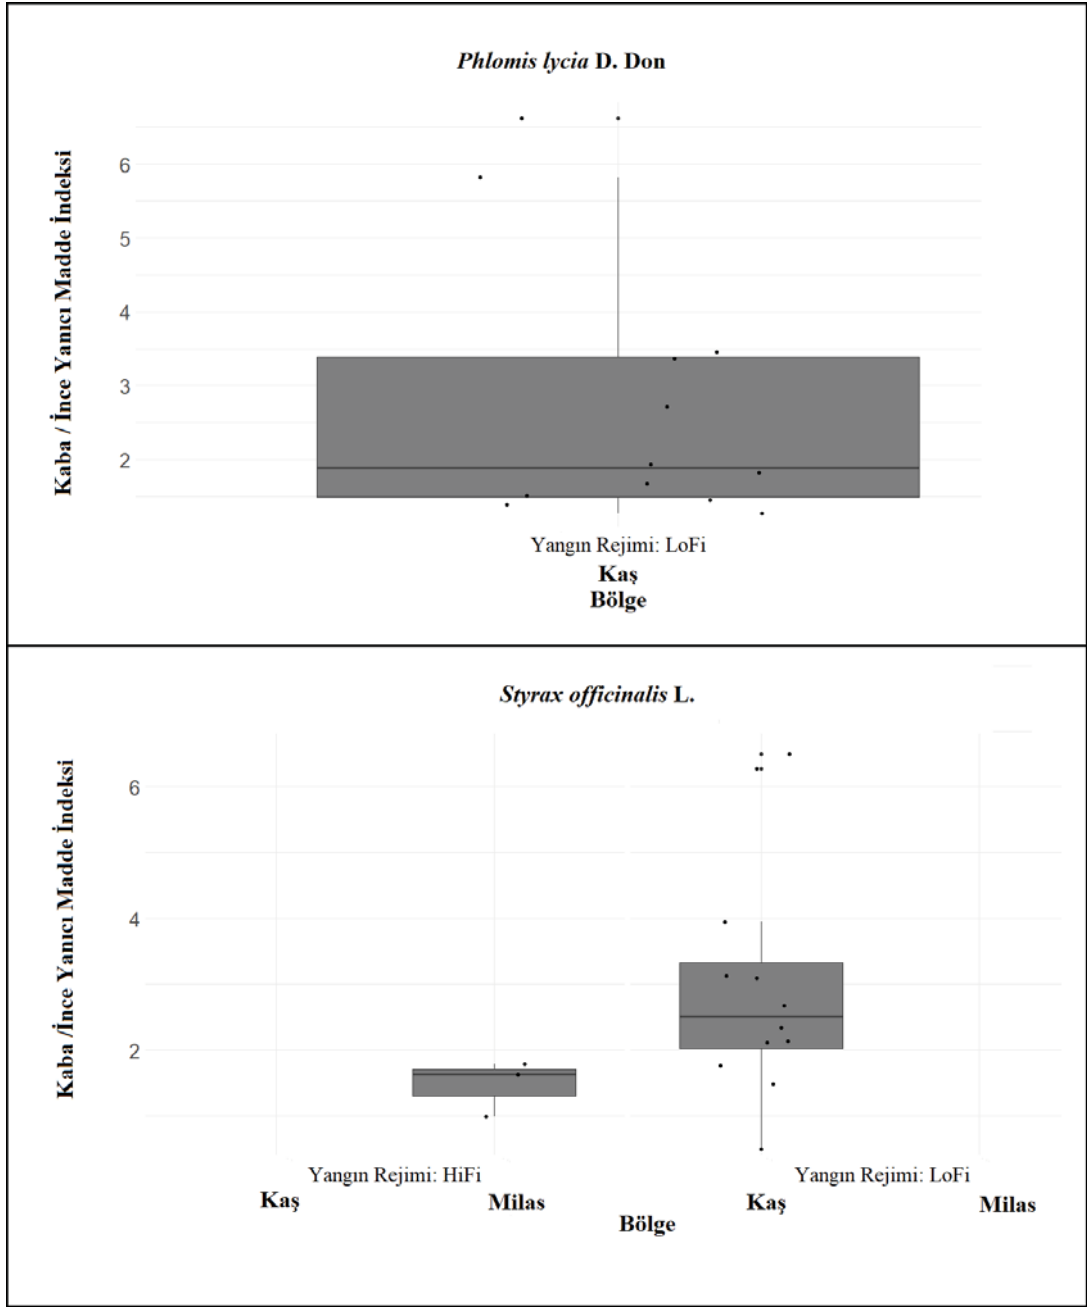 Phlomis lycia D. Don
Kaba / İnce Yanıcı Madde İndeksi
6
5
4
3
2
Yangın Rejimi: LoFi
Kaş
Bölge
Styrax officinalis L.
Kaba /İnce Yanıcı Madde İndeksi
6
4
2
Yangın Rejimi: HiFi Yangın Rejimi: LoFi
Kaş Milas Kaş Milas
Bölge